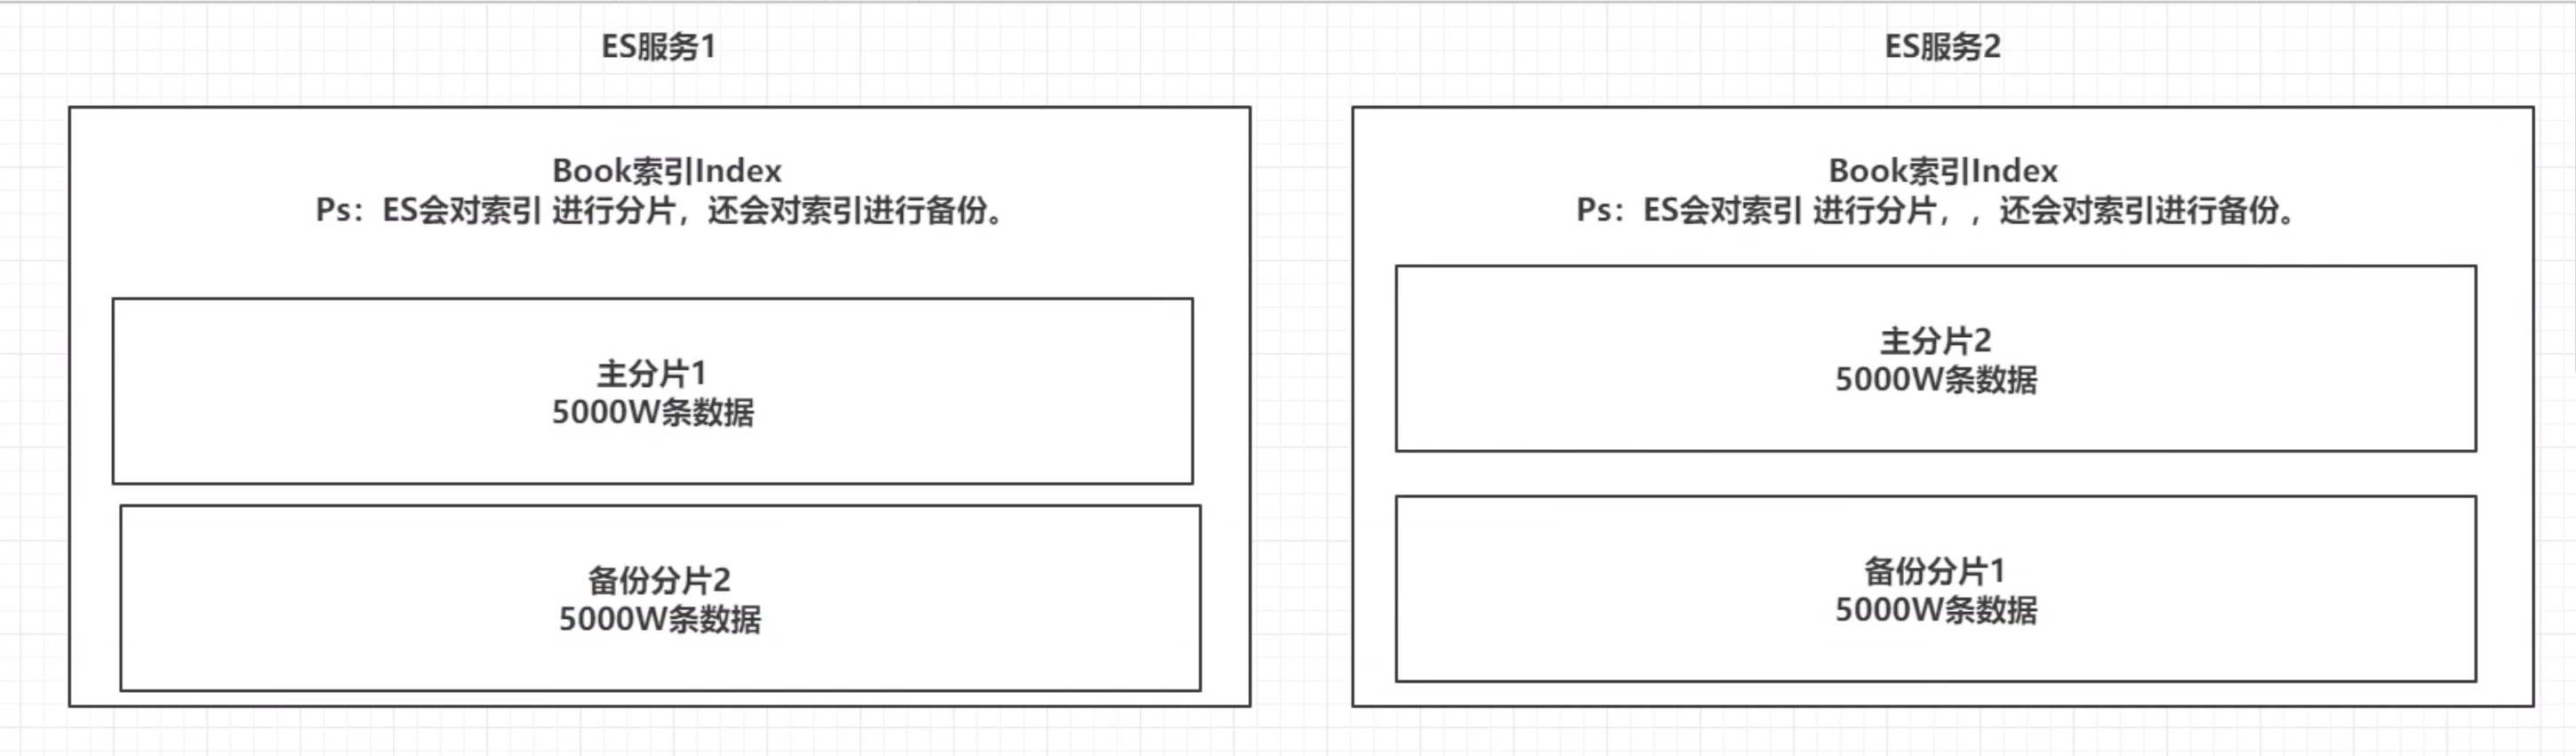 ES服务1
Book索引Index
Ps：ES会对索引 进行分片，还会对索引进行备份。
主分片1
5000W条数据
备份分片2
5000W条数据
ES服务2
Book索引Index
Ps：ES会对索引 进行分片，，还会对索引进行备份。
主分片2
5000W条数据
备份分片1
5000W条数据